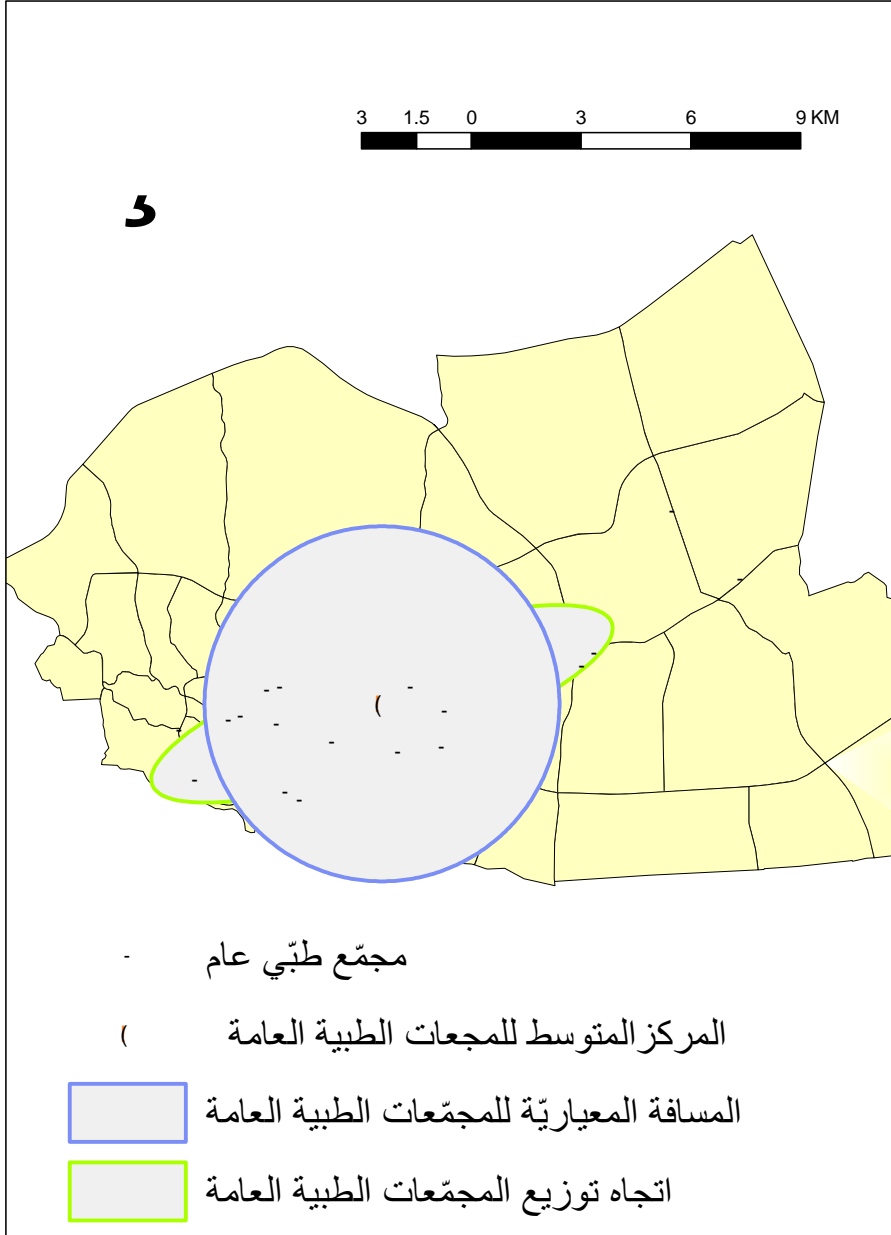 3 1.5 0 3 6 9 KM
مجمّع طبّي عام
المركز المتوسط للمجعات الطبية العامة
المسافة المعياريّة للمجمّعات الطبية العامة
اتجاه توزيع المجمّعات الطبية العامة